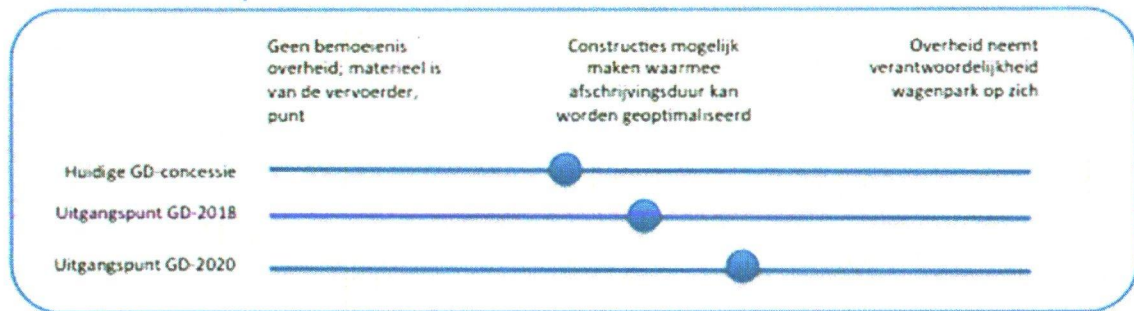 Geen bemoeienis
overheid; materieel is
van de vervoerder,
punt
Constructies mogelijk
maken waarmee
afschrijvingsduur kan
worden geoptimaliseerd
Overheid neemt
verantwoordelijkheid
wagenpark op zich
Huidige GD-concessie
Uitgangspunt GD-2018
Uitgangspunt GD-2020